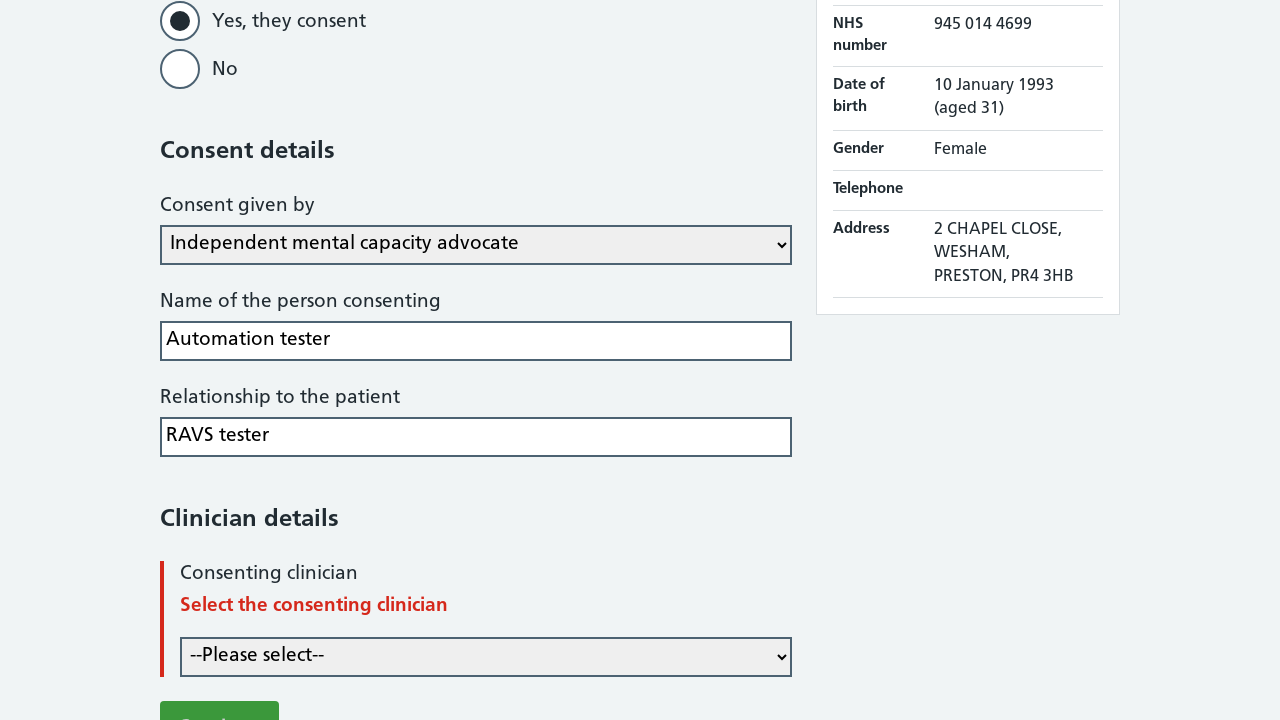 Yes, they consent
No
Consent details
Consent given by
Independent mental capacity advocate
Name of the person consenting
Automation tester
Relationship to the patient
RAVS tester
Clinician details
Consenting clinician
Select the consenting clinician
--Please select--
NHS
number
945 014 4699
Date of
birth
10 January 1993
(aged 31)
Gender
Female
Telephone
Address
2 CHAPEL CLOSE,
WESHAM,
PRESTON, PR4 3HB